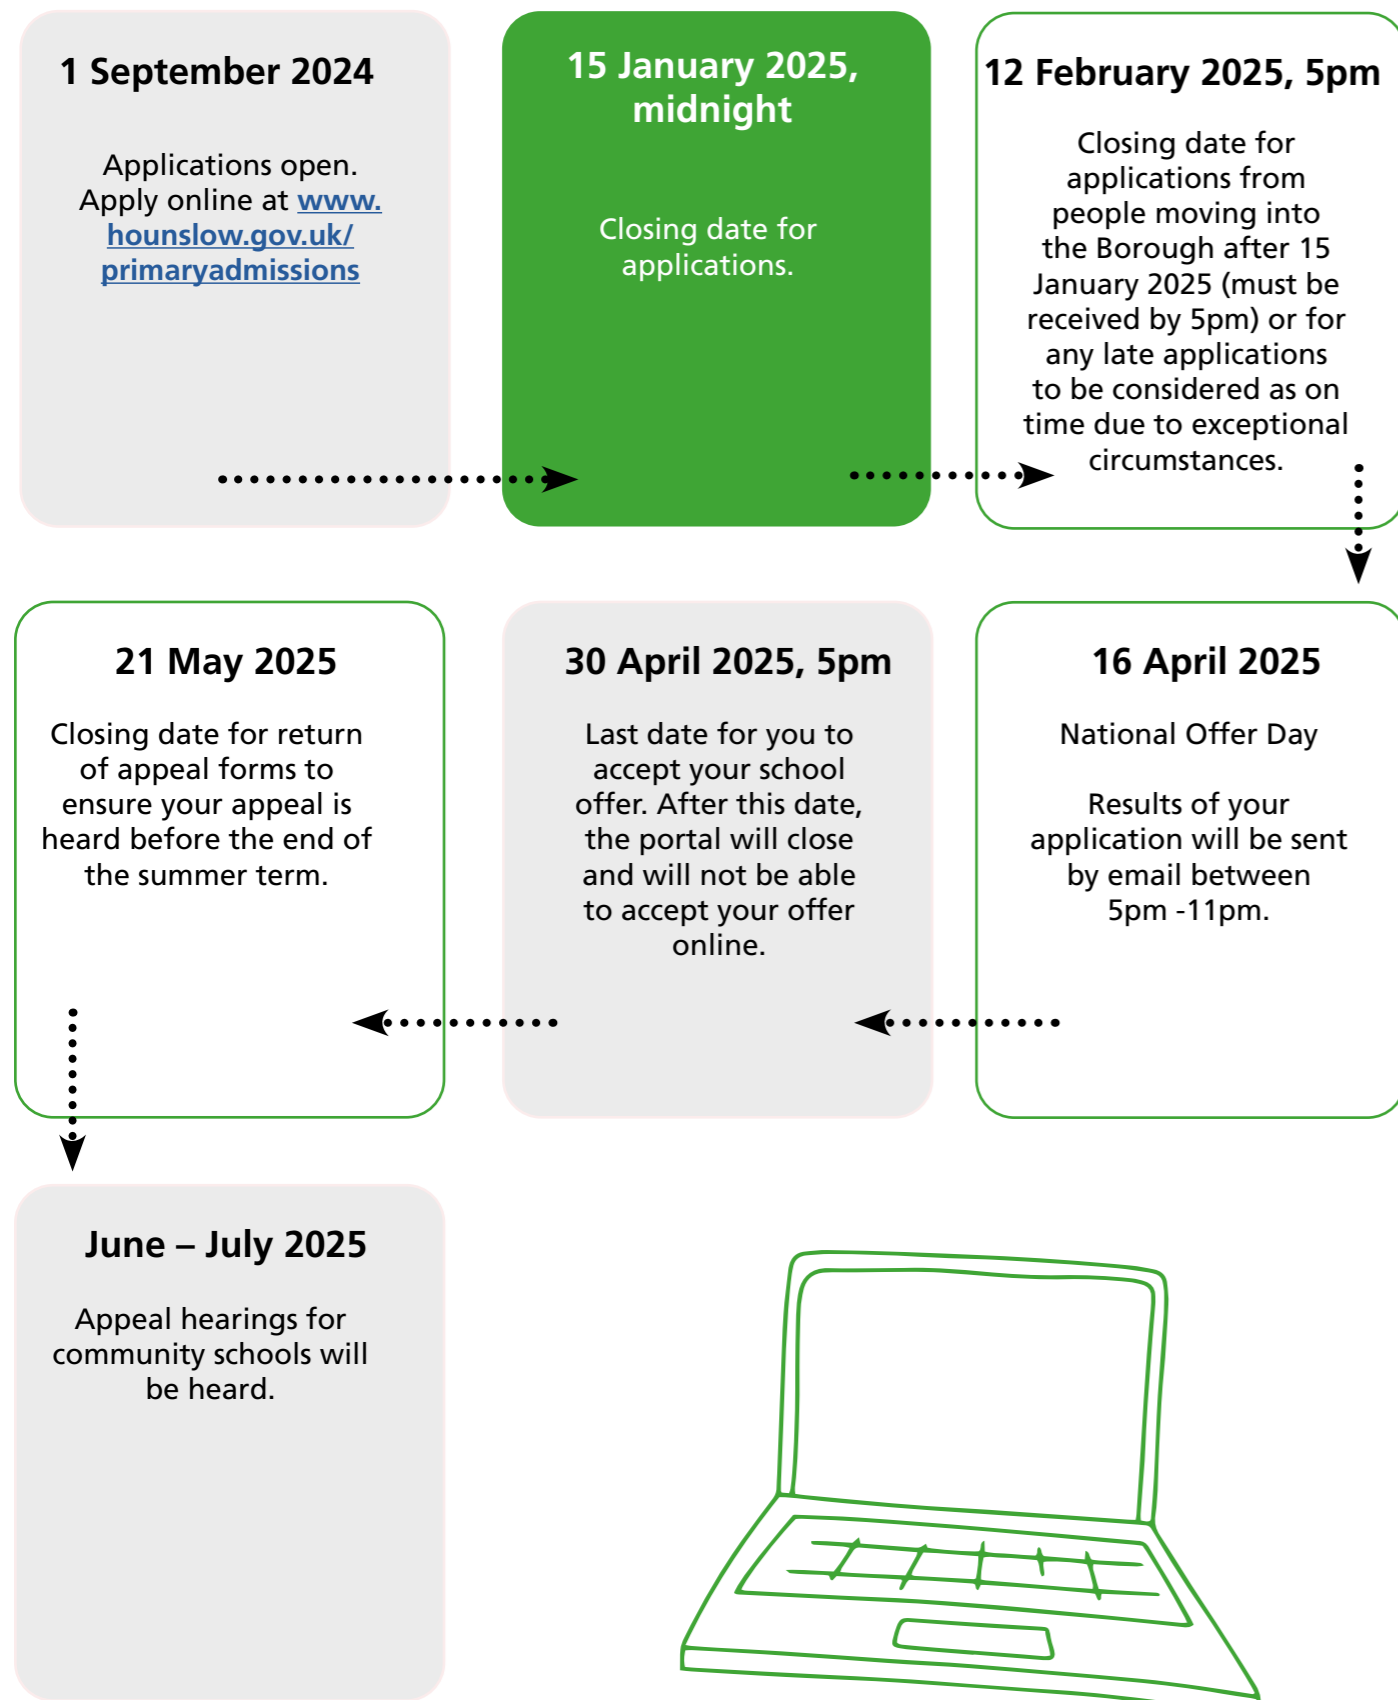 1 September 2024
Applications open.
Apply online at www.
hounslow.gov.uk/
primaryadmissions
15 January 2025,
midnight
Closing date for
applications.
12 February 2025, 5pm
Closing date for
applications from
people moving into
the Borough after 15
January 2025 (must be
received by 5pm) or for
any late applications
to be considered as on
time due to exceptional
circumstances.
16 April 2025
National Offer Day
Results of your
application will be sent
by email between
5pm -11pm.
30 April 2025, 5pm
Last date for you to
accept your school
offer. After this date,
the portal will close
and will not be able
to accept your offer
online.
21 May 2025
Closing date for return
of appeal forms to
ensure your appeal is
heard before the end of
the summer term.
June – July 2025
Appeal hearings for
community schools will
be heard.